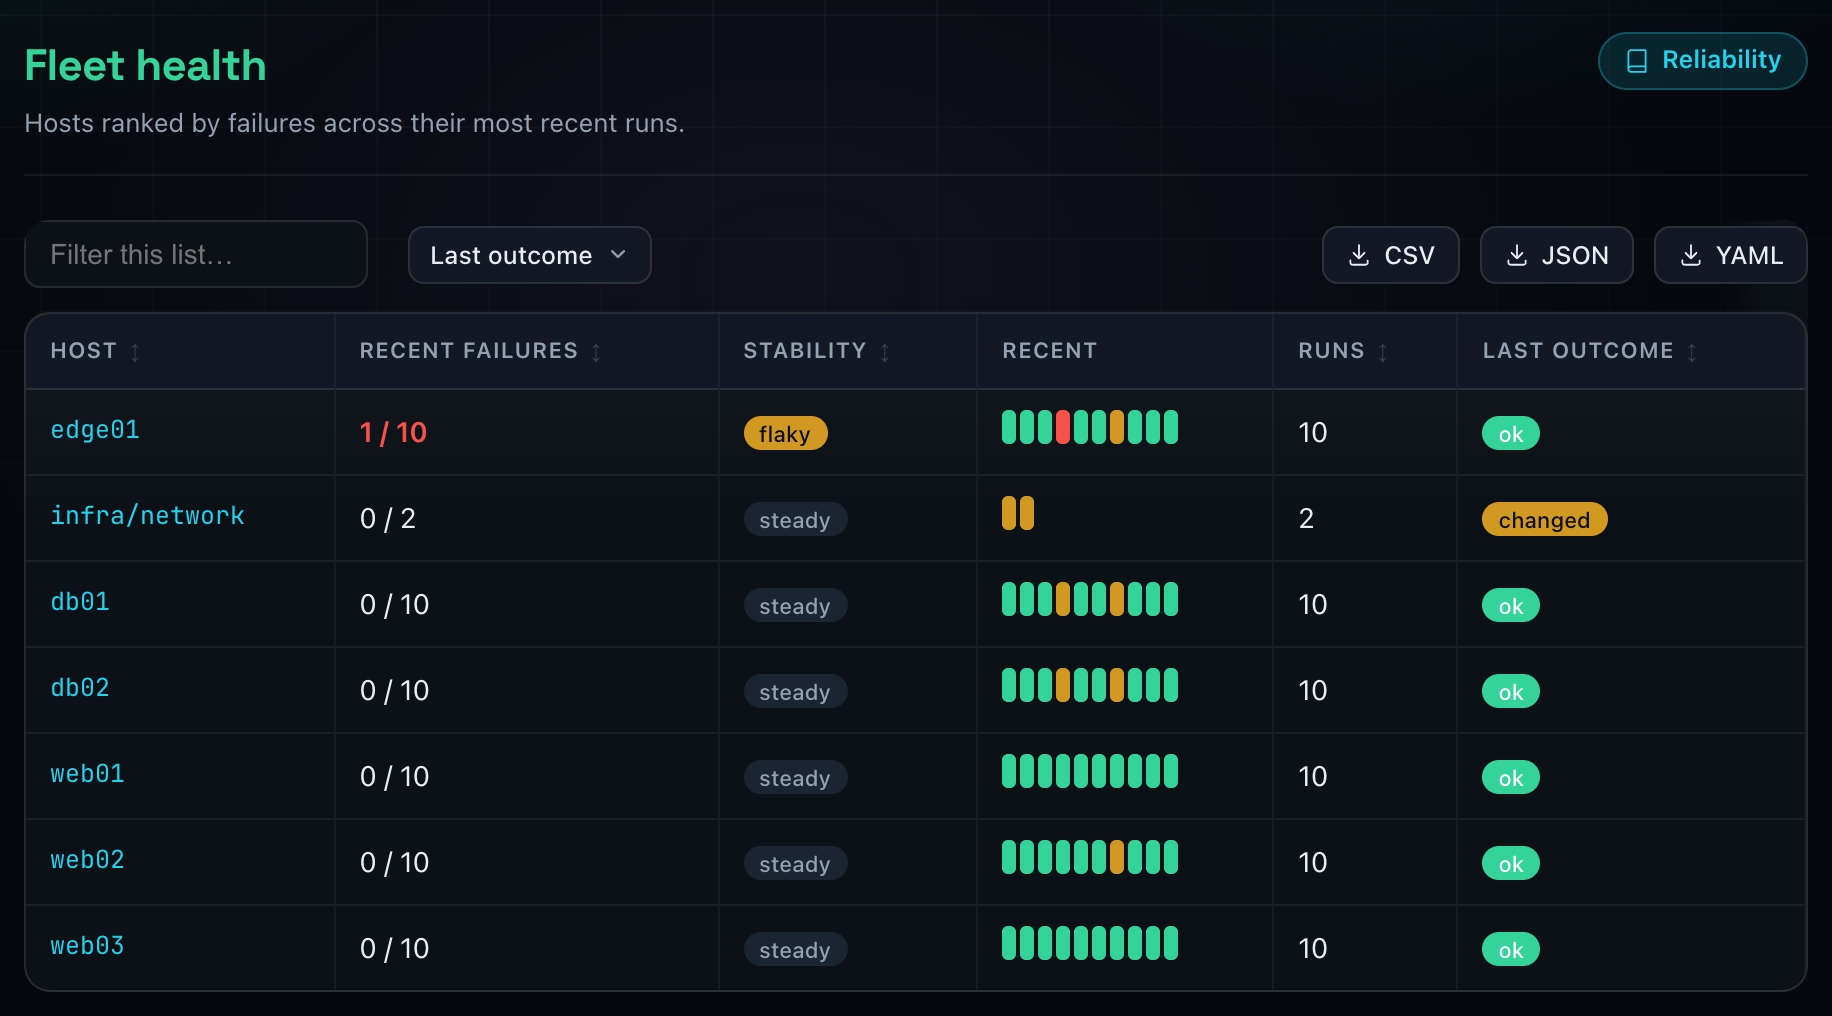 Fleet health
Reliability
Hosts ranked by failures across their most recent runs.
Filter this list…
Last outcome
CSV
JSON
YAML
HOST RECENT FAILURES STABILITY RECENT RUNS LAST OUTCOME
edge01 1 / 10 flaky 10 ok
infra/network 0 / 2 steady 2 changed
db01 0 / 10 steady 10 ok
db02 0 / 10 steady 10 ok
web01 0 / 10 steady 10 ok
web02 0 / 10 steady 10 ok
web03 0 / 10 steady 10 ok